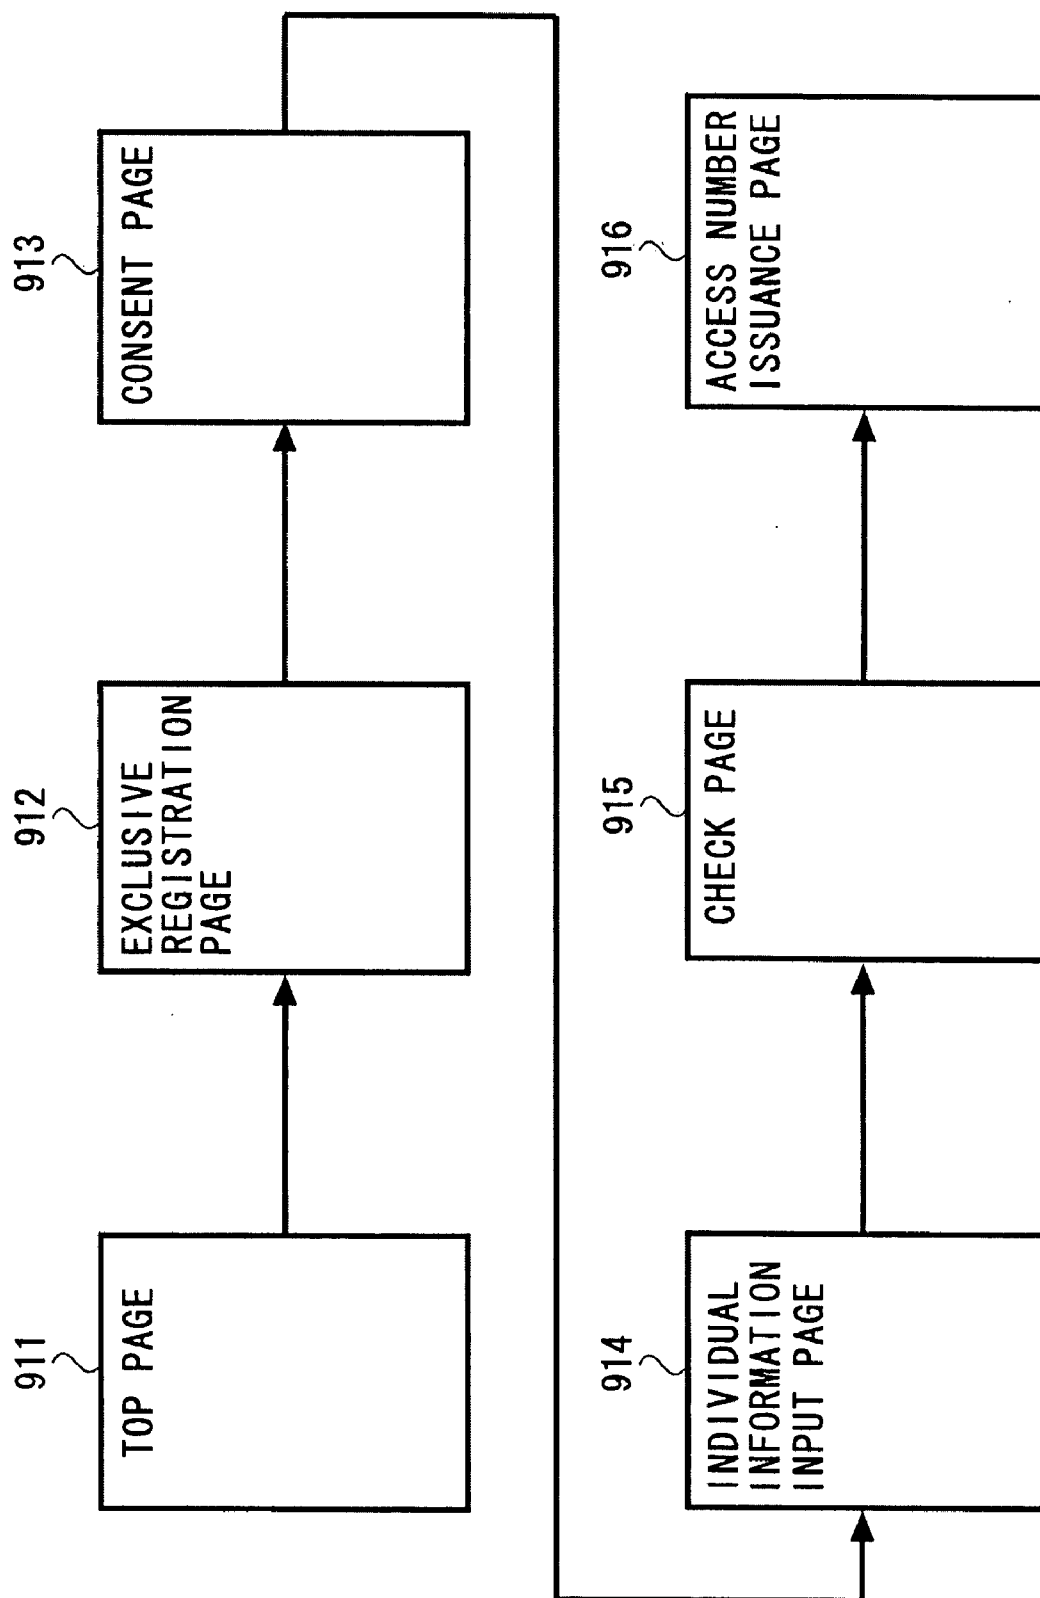 911
TOP PAGE
912
EXCLUSIVE
REGISTRATION
PAGE
913
CONSENT PAGE
914
INDIVIDUAL
INFORMATION
INPUT PAGE
915
CHECK PAGE
916
ACCESS NUMBER
ISSUANCE PAGE